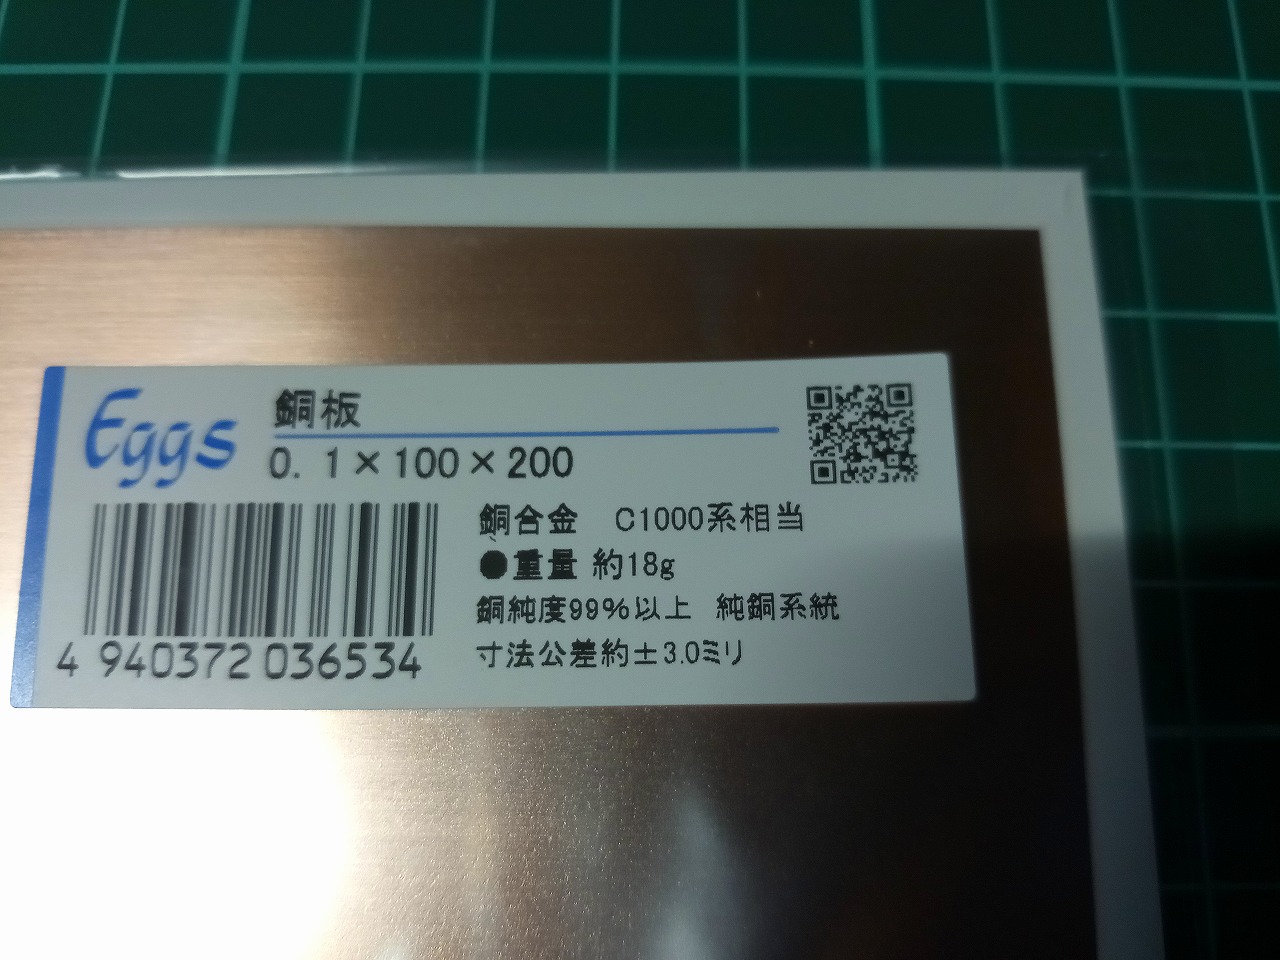 Eggs
銅板
0.1×100×200
銅合金 C1000系相当
●重量 約18g
銅純度99%以上 純銅系統
寸法公差約±3.0ミリ
4 940372 036534